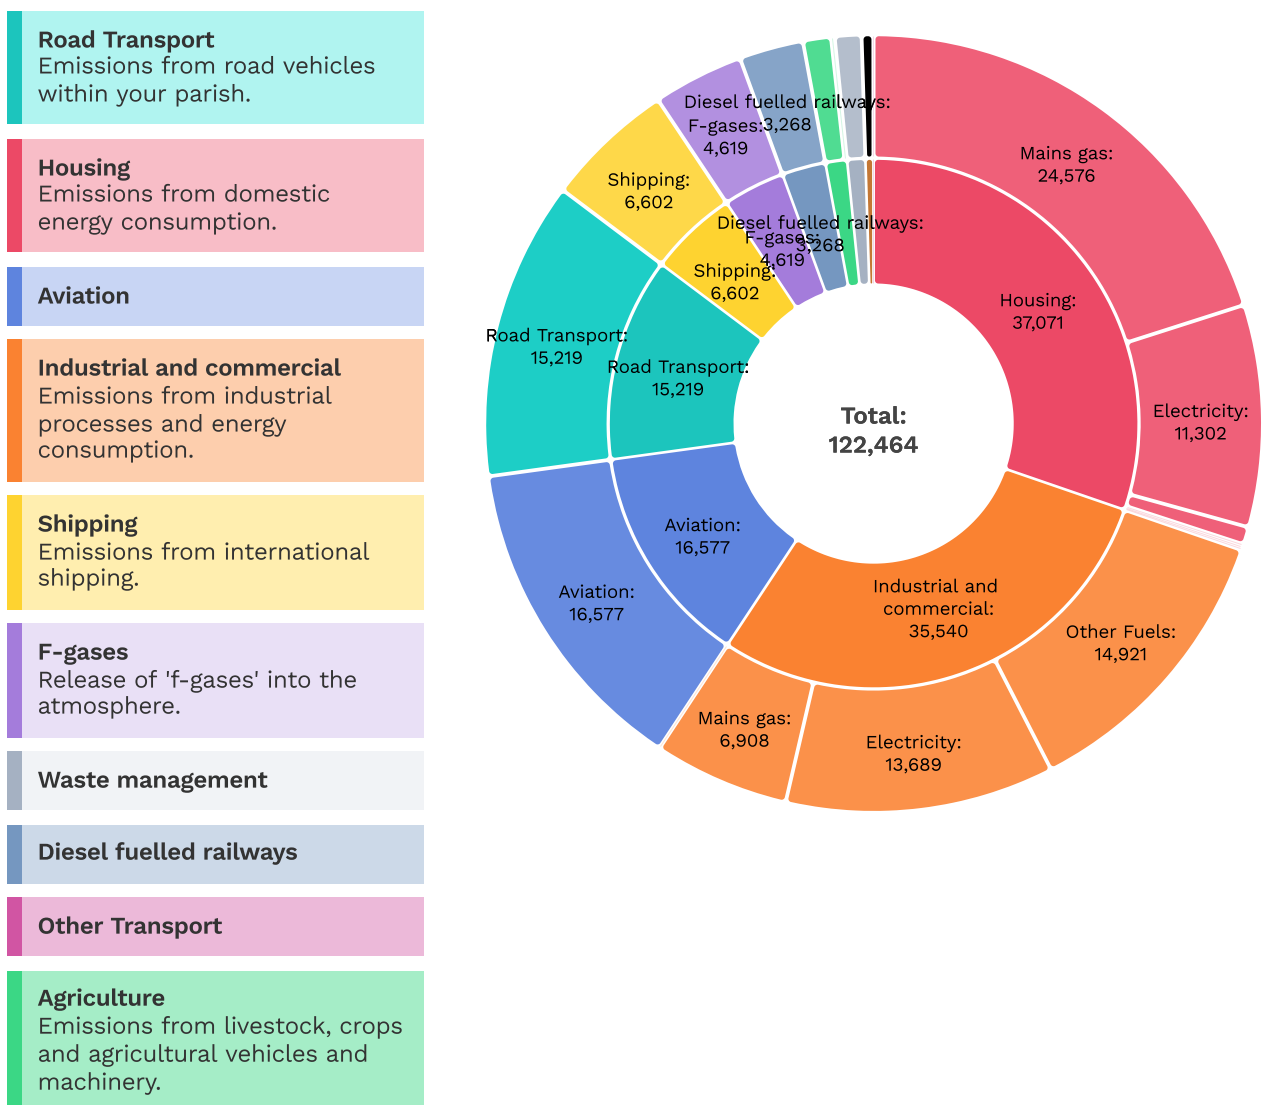 Road Transport
Emissions from road vehicles
within your parish.
Housing
Emissions from domestic
energy consumption.
Aviation
Industrial and commercial
Emissions from industrial
processes and energy
consumption.
Shipping
Emissions from international
shipping.
F-gases
Release of 'f-gases' into the
atmosphere.
Waste management
Diesel fuelled railways
Other Transport
Agriculture
Emissions from livestock, crops
and agricultural vehicles and
machinery.
Diesel fuelled railways:
3,268
F-gases:
4,619
Mains gas:
24,576
Shipping:
6,602
Diesel fuelled railways:
3,268
F-gases:
4,619
Shipping:
6,602
Housing:
37,071
Road Transport:
15,219
Road Transport:
15,219
Electricity:
11,302
Total:
122,464
Aviation:
16,577
Aviation:
16,577
Industrial and
commercial:
35,540
Other Fuels:
14,921
Mains gas:
6,908
Electricity:
13,689